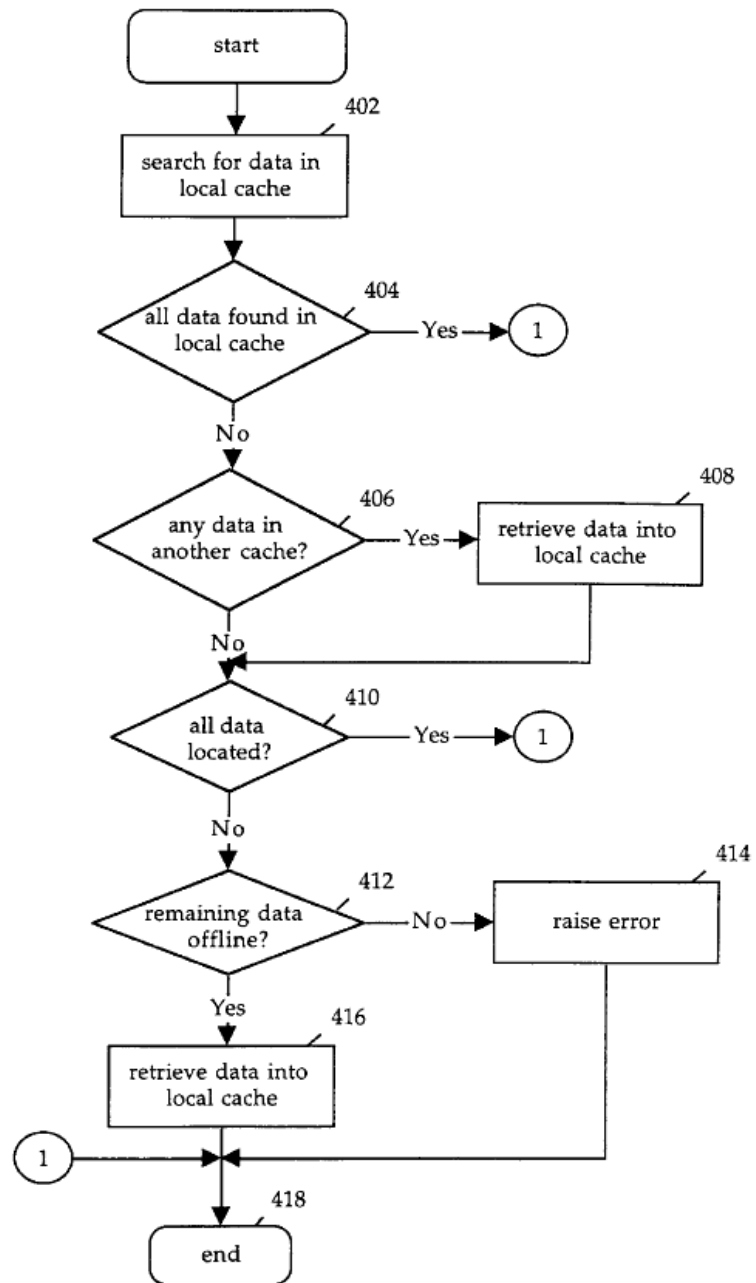 start
402
search for data in
local cache
404
all data found in
local cache
Yes
1
No
406
any data in
another cache?
Yes
408
retrieve data into
local cache
No
410
all data
located?
Yes
1
No
412
remaining data
offline?
No
414
raise error
Yes
416
retrieve data into
local cache
1
418
end